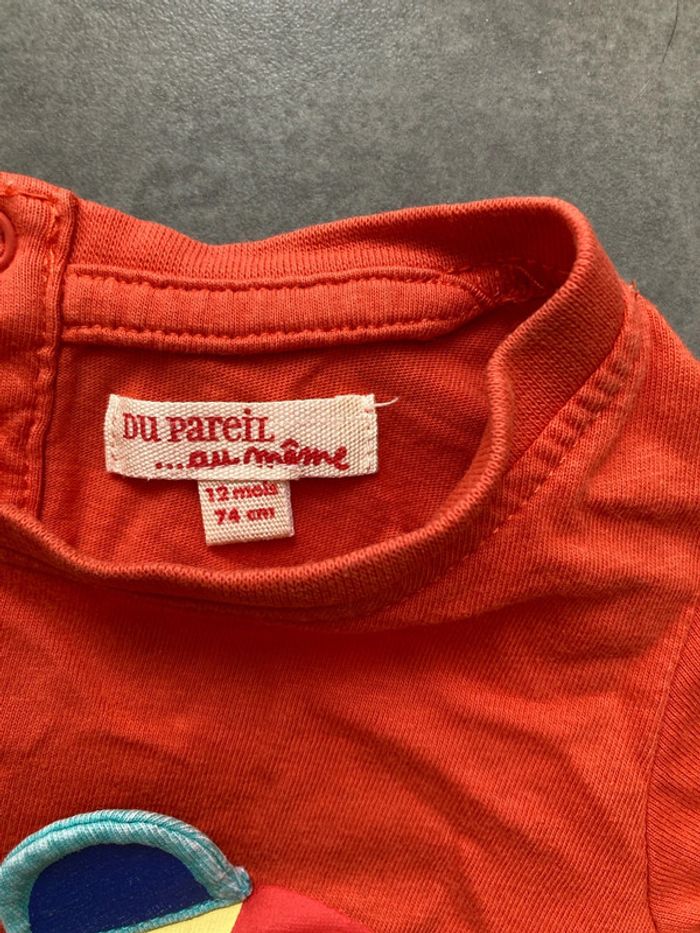 DU PAREIL
...au même
12 mois
74 cm